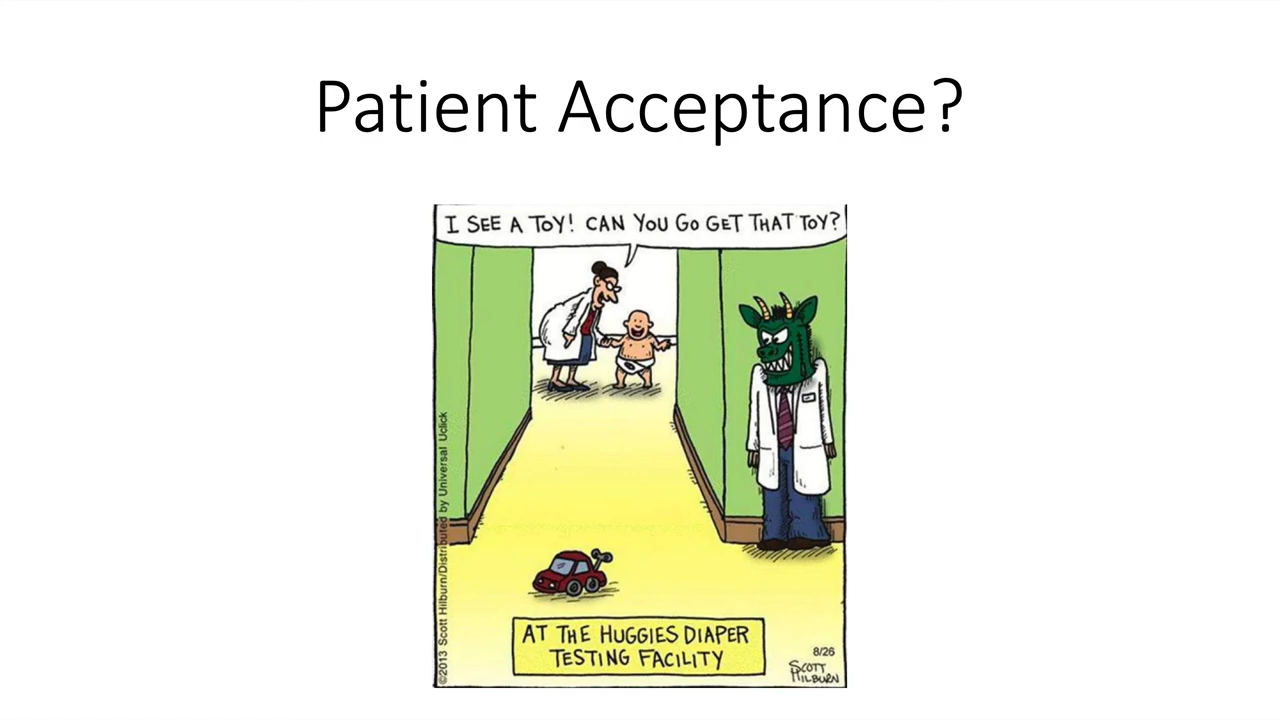 Patient Acceptance?
I SEE A TOY! CAN YOU GO GET THAT TOY?
©2013 Scott Hilburn/Distributed by Universal Uclick
AT THE HUGGIES DIAPER
TESTING FACILITY
8/26
SCOTT
HILBURN